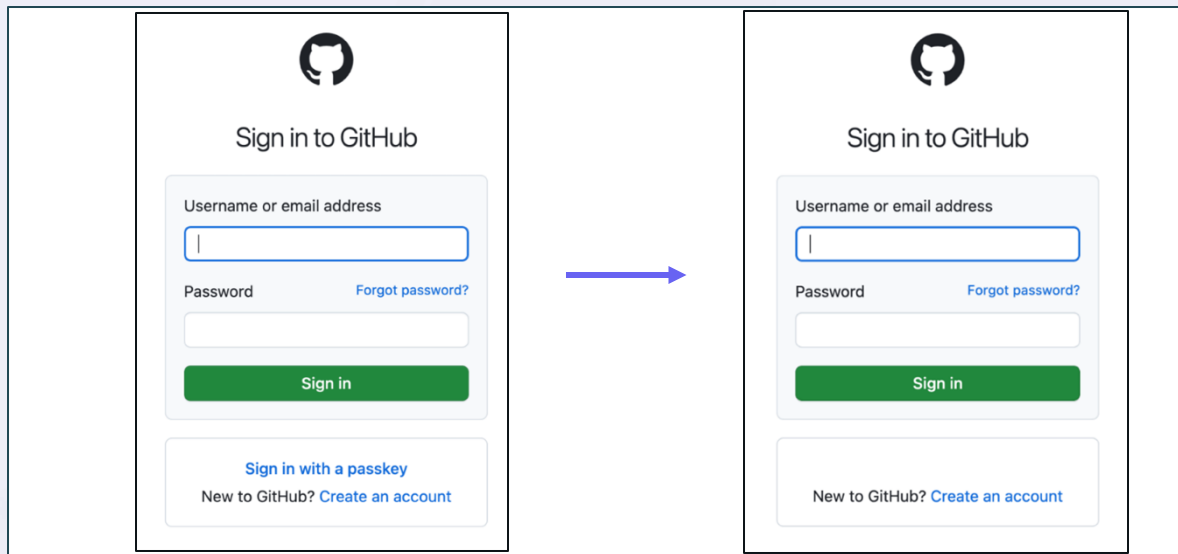 Sign in to GitHub
Username or email address
Password Forgot password?
Sign in
Sign in with a passkey
New to GitHub? Create an account
Sign in to GitHub
Username or email address
Password Forgot password?
Sign in
New to GitHub? Create an account